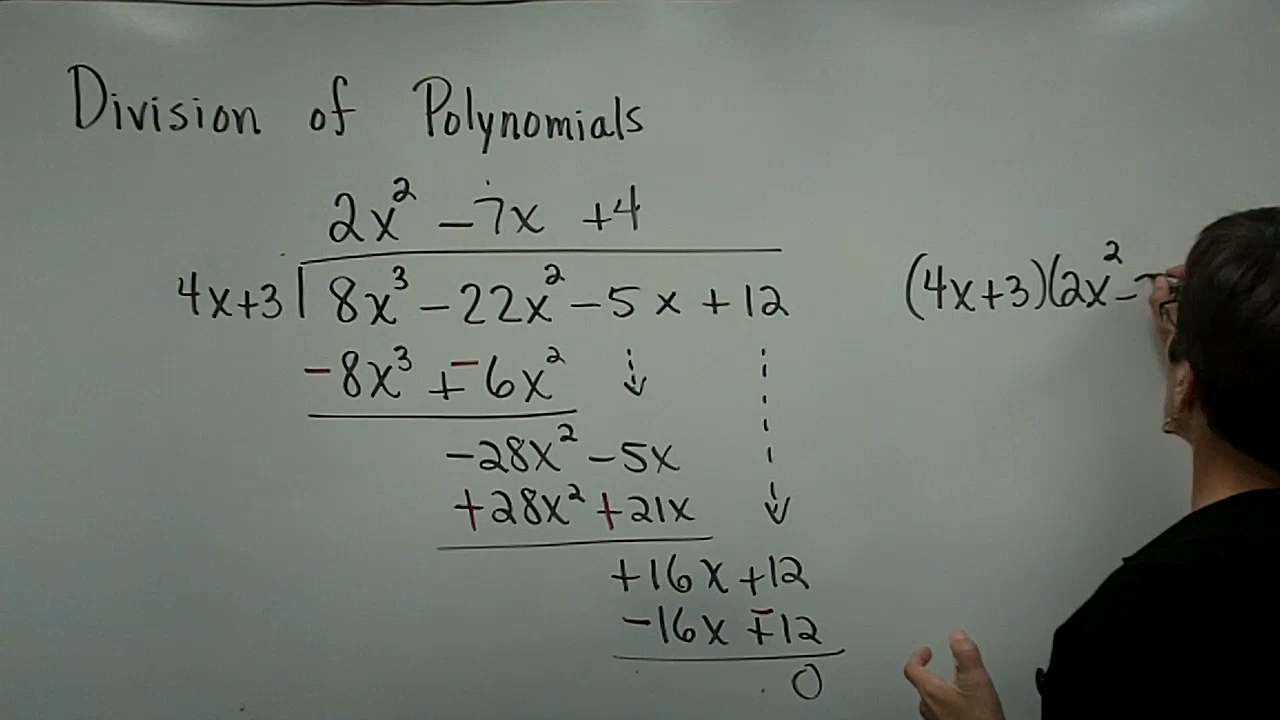 Division of Polynomials
2x² - 7x + 4
4x+3 8x³ - 22x² - 5x + 12
- 8x³ + - 6x²
- 28x² - 5x
+ 28x² + 21x
+ 16x + 12
- 16x + - 12
0
(4x+3)(2x² -